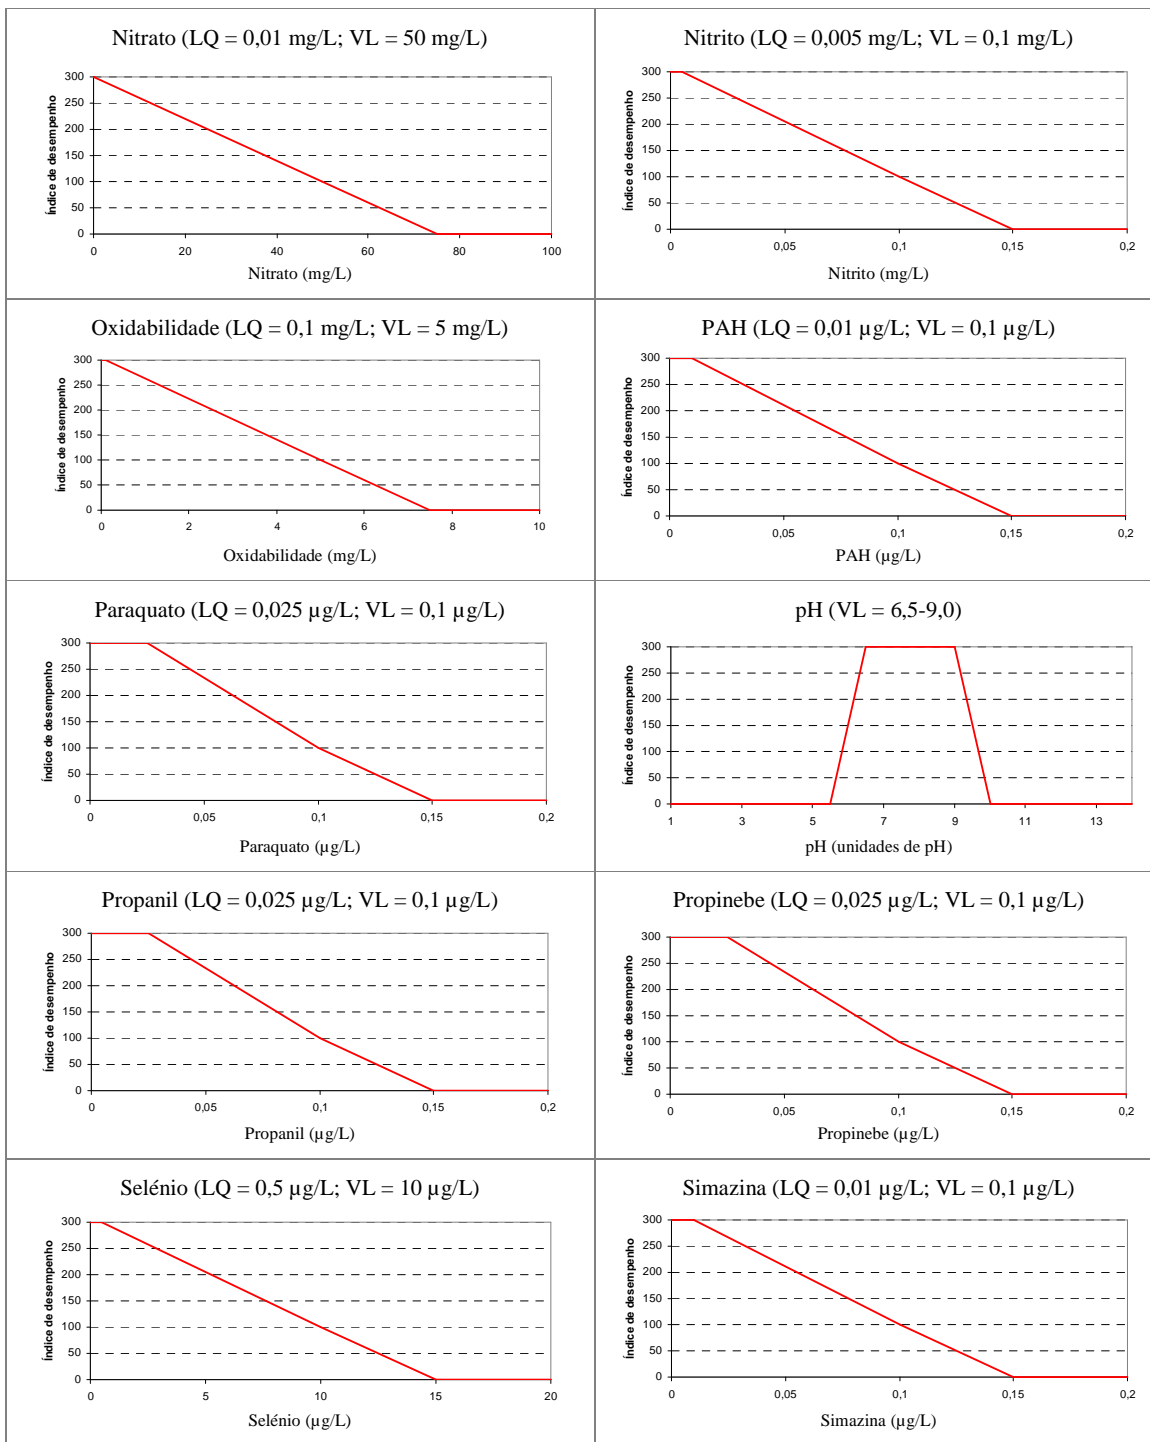 Nitrato (LQ = 0,01 mg/L; VL = 50 mg/L)
300
250
200
150
100
50
0
Índice de desempenho
0 20 40 60 80 100
Nitrato (mg/L)
Nitrito (LQ = 0,005 mg/L; VL = 0,1 mg/L)
300
250
200
150
100
50
0
Índice de desempenho
0 0,05 0,1 0,15 0,2
Nitrito (mg/L)
Oxidabilidade (LQ = 0,1 mg/L; VL = 5 mg/L)
300
250
200
150
100
50
0
Índice de desempenho
0 2 4 6 8 10
Oxidabilidade (mg/L)
PAH (LQ = 0,01 µg/L; VL = 0,1 µg/L)
300
250
200
150
100
50
0
Índice de desempenho
0 0,05 0,1 0,15 0,2
PAH (µg/L)
Paraquato (LQ = 0,025 µg/L; VL = 0,1 µg/L)
300
250
200
150
100
50
0
Índice de desempenho
0 0,05 0,1 0,15 0,2
Paraquato (µg/L)
pH (VL = 6,5-9,0)
300
250
200
150
100
50
0
Índice de desempenho
1 3 5 7 9 11 13
pH (unidades de pH)
Propanil (LQ = 0,025 µg/L; VL = 0,1 µg/L)
300
250
200
150
100
50
0
Índice de desempenho
0 0,05 0,1 0,15 0,2
Propanil (µg/L)
Propinebe (LQ = 0,025 µg/L; VL = 0,1 µg/L)
300
250
200
150
100
50
0
Índice de desempenho
0 0,05 0,1 0,15 0,2
Propinebe (µg/L)
Selénio (LQ = 0,5 µg/L; VL = 10 µg/L)
300
250
200
150
100
50
0
Índice de desempenho
0 5 10 15 20
Selénio (µg/L)
Simazina (LQ = 0,01 µg/L; VL = 0,1 µg/L)
300
250
200
150
100
50
0
Índice de desempenho
0 0,05 0,1 0,15 0,2
Simazina (µg/L)